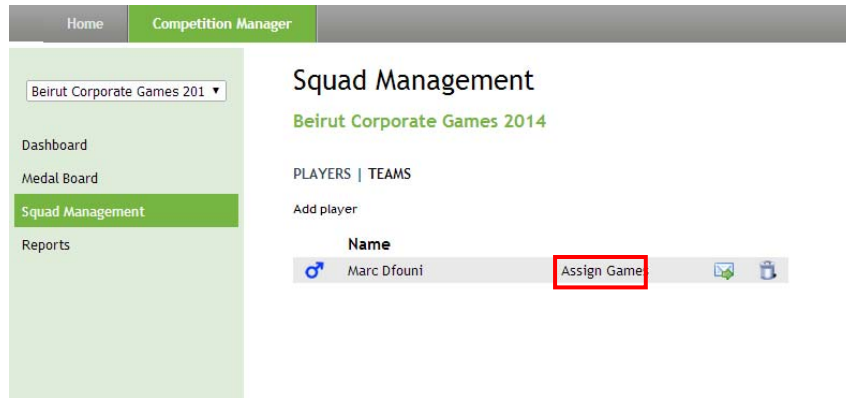 Home Competition Manager
Beirut Corporate Games 201
Dashboard
Medal Board
Squad Management
Reports
Squad Management
Beirut Corporate Games 2014
PLAYERS | TEAMS
Add player
Name
Marc Dfouni Assign Games